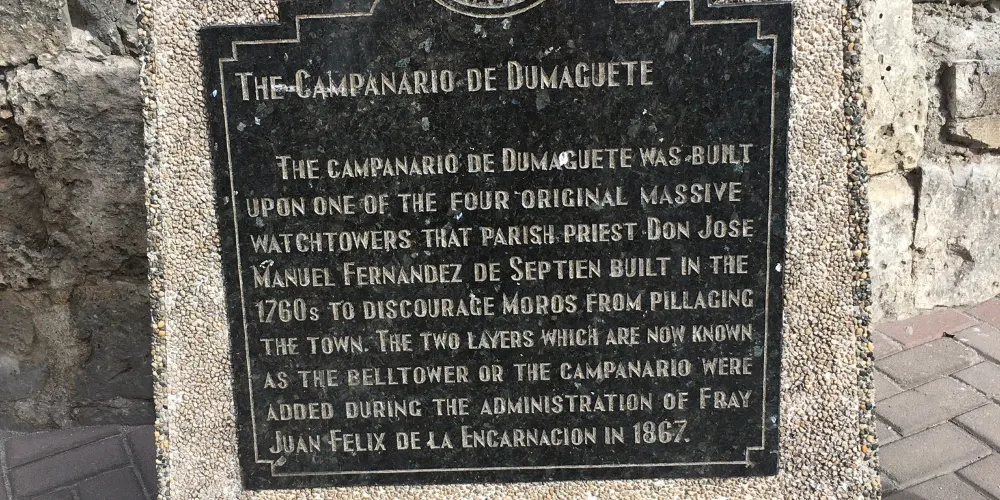 The Campanario de Dumaguete
The campanario de Dumaguete was built
upon one of the four original massive
watchtowers that parish priest Don Jose
Manuel Fernandez de Septien built in the
1760s to discourage Moros from pillaging
the town. The two layers which are now known
as the belltower or the campanario were
added during the administration of Fray
Juan Felix de la Encarnacion in 1867.